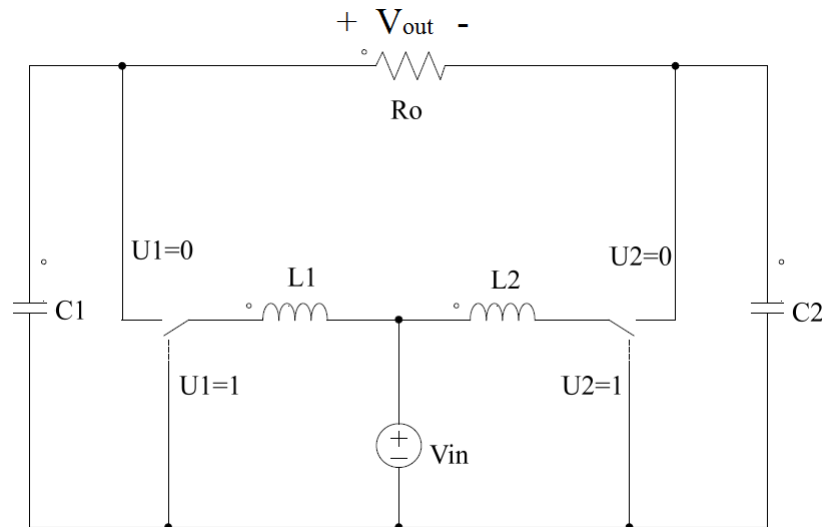 + Vout -
Ro
U1=0
U2=0
L1
L2
C1
C2
U1=1
U2=1
+
−
Vin